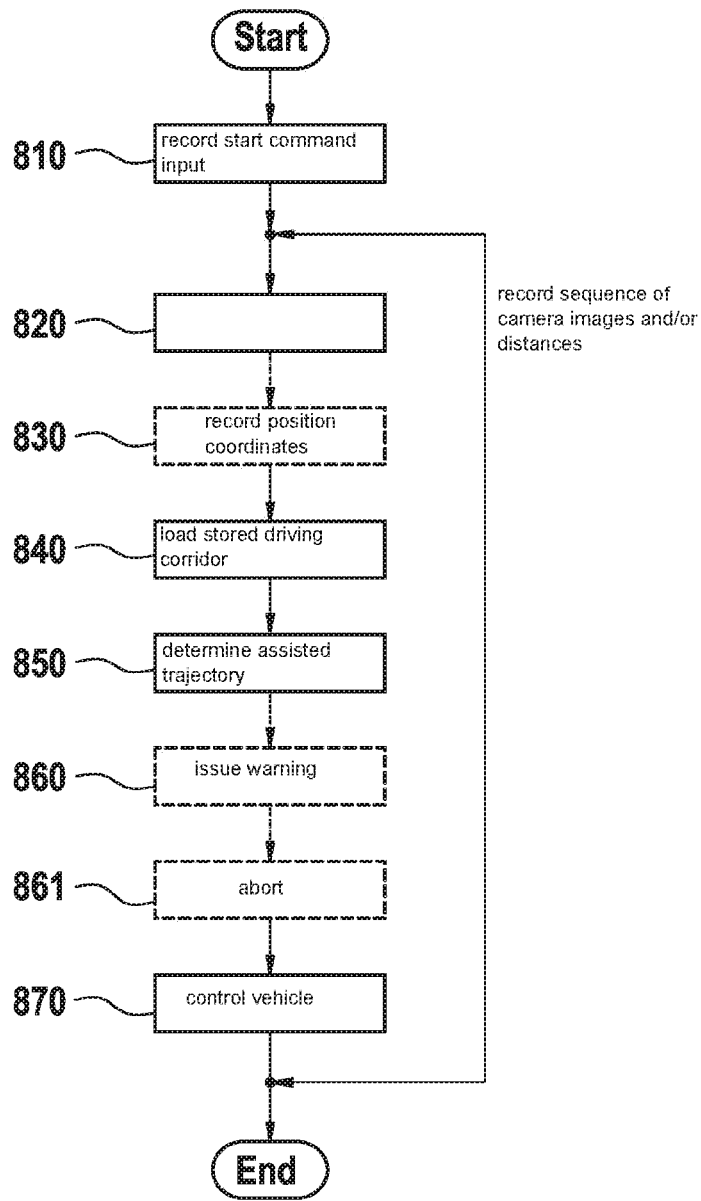 Start
810
record start command
input
record sequence of
camera images and/or
distances
820
830
record position
coordinates
840
load stored driving
corridor
850
determine assisted
trajectory
860
issue warning
861
abort
870
control vehicle
End